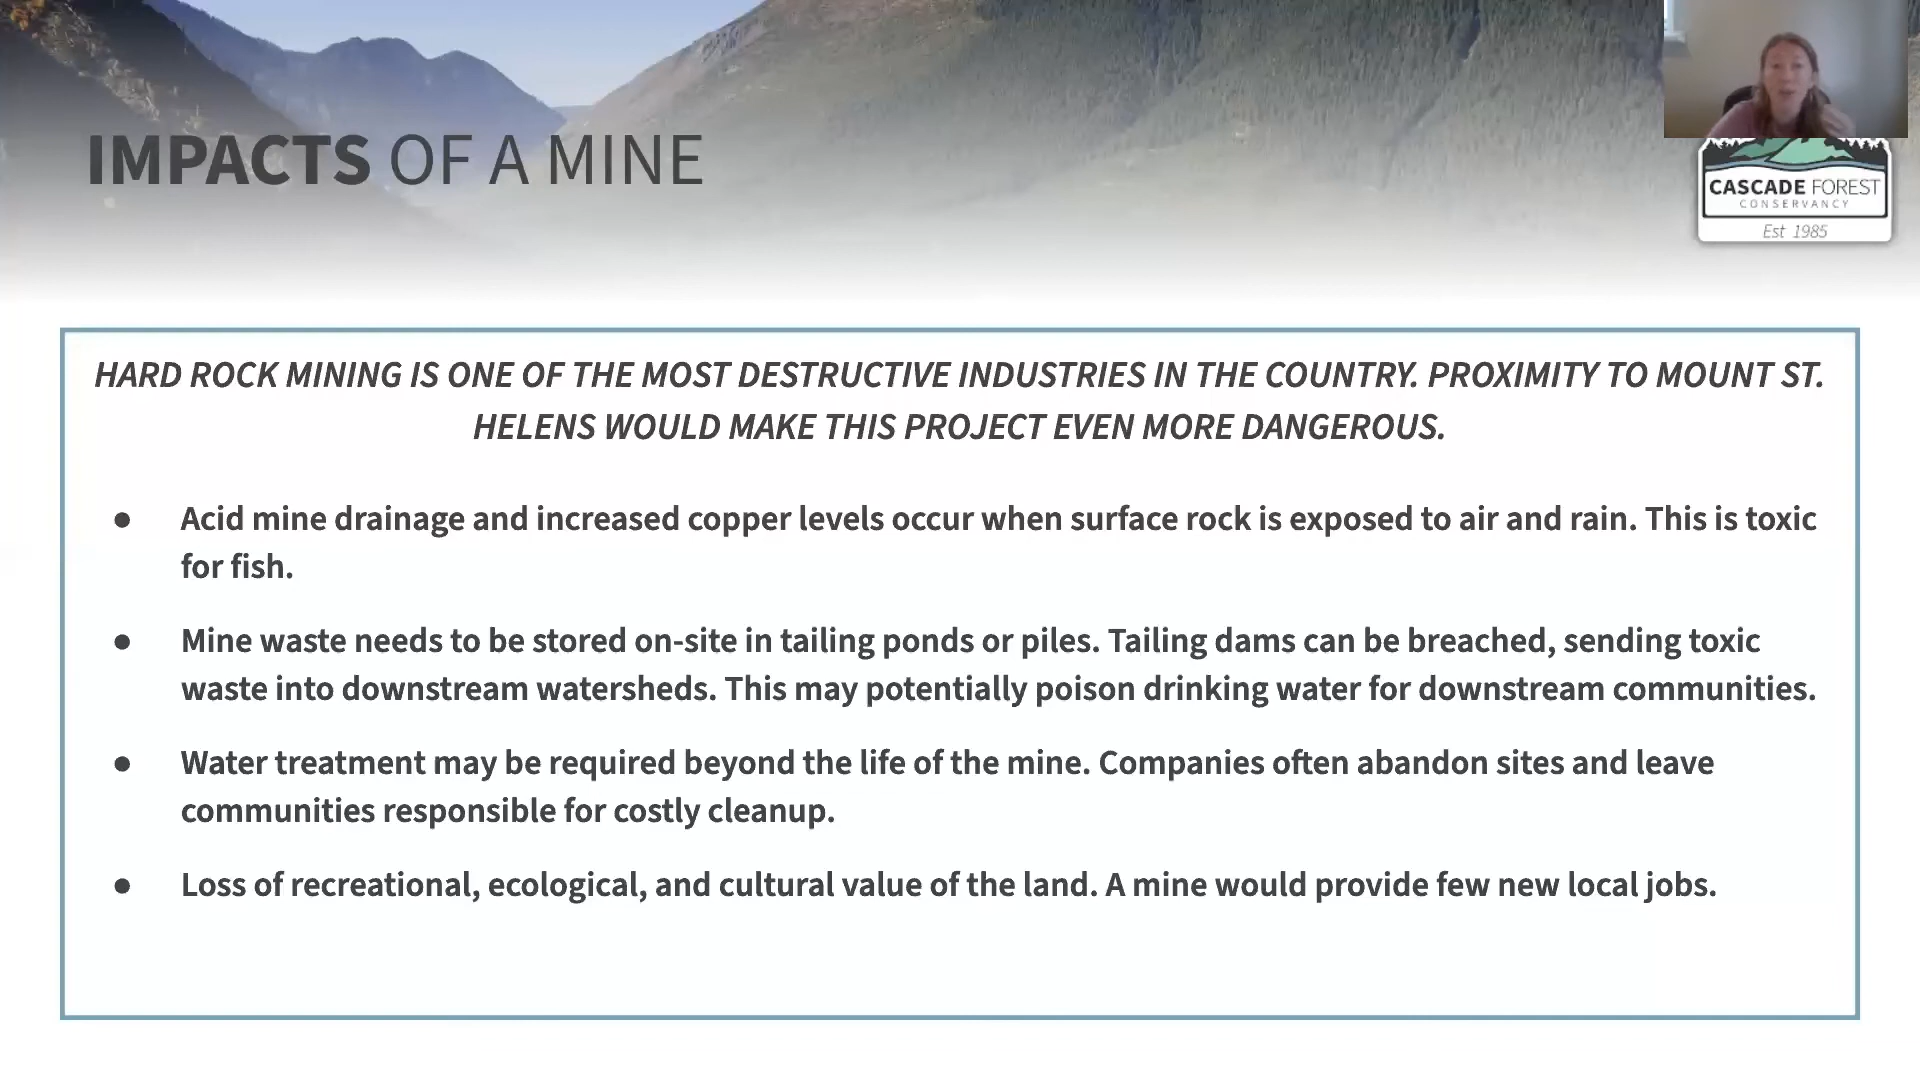 IMPACTS OF A MINE
CASCADE FOREST
CONSERVANCY
Est 1985
HARD ROCK MINING IS ONE OF THE MOST DESTRUCTIVE INDUSTRIES IN THE COUNTRY. PROXIMITY TO MOUNT ST.
HELENS WOULD MAKE THIS PROJECT EVEN MORE DANGEROUS.
● Acid mine drainage and increased copper levels occur when surface rock is exposed to air and rain. This is toxic
for fish.
● Mine waste needs to be stored on-site in tailing ponds or piles. Tailing dams can be breached, sending toxic
waste into downstream watersheds. This may potentially poison drinking water for downstream communities.
● Water treatment may be required beyond the life of the mine. Companies often abandon sites and leave
communities responsible for costly cleanup.
● Loss of recreational, ecological, and cultural value of the land. A mine would provide few new local jobs.